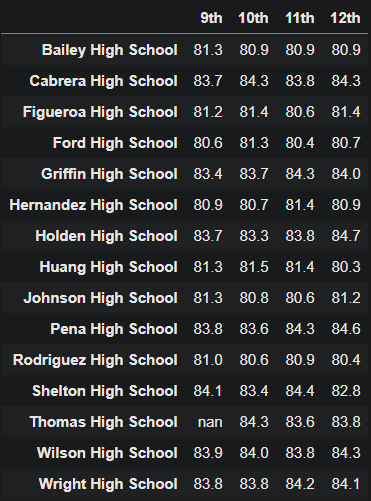 9th 10th 11th 12th
Bailey High School 81.3 80.9 80.9 80.9
Cabrera High School 83.7 84.3 83.8 84.3
Figueroa High School 81.2 81.4 80.6 81.4
Ford High School 80.6 81.3 80.4 80.7
Griffin High School 83.4 83.7 84.3 84.0
Hernandez High School 80.9 80.7 81.4 80.9
Holden High School 83.7 83.3 83.8 84.7
Huang High School 81.3 81.5 81.4 80.3
Johnson High School 81.3 80.8 80.6 81.2
Pena High School 83.8 83.6 84.3 84.6
Rodriguez High School 81.0 80.6 80.9 80.4
Shelton High School 84.1 83.4 84.4 82.8
Thomas High School nan 84.3 83.6 83.8
Wilson High School 83.9 84.0 83.8 84.3
Wright High School 83.8 83.8 84.2 84.1